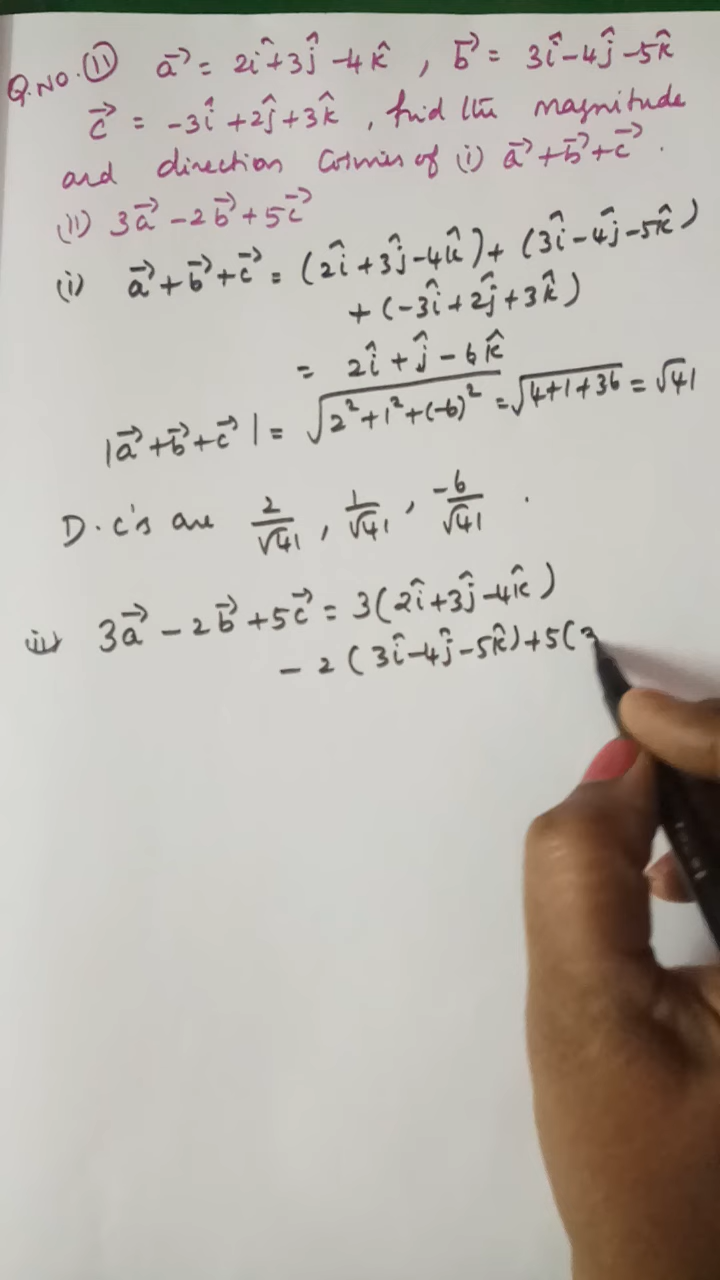 Q.NO. (11) a⃗ = 2î+3ĵ-4k̂ , b⃗ = 3î-4ĵ-5k̂
c⃗ = -3î+2ĵ+3k̂ , find the magnitude
and direction cosines of (i) a⃗+b⃗+c⃗ .
(ii) 3a⃗-2b⃗+5c⃗
(i) a⃗+b⃗+c⃗ = (2î+3ĵ-4k̂)+(3î-4ĵ-5k̂)
+(-3î+2ĵ+3k̂)
= 2î+ĵ-6k̂
|a⃗+b⃗+c⃗| = √(2²+1²+(-6)²) = √(4+1+36) = √41
D.c's are 2/√41 , 1/√41 , -6/√41 .
ii) 3a⃗-2b⃗+5c⃗ = 3(2î+3ĵ-4k̂)
-2(3î-4ĵ-5k̂)+5(3